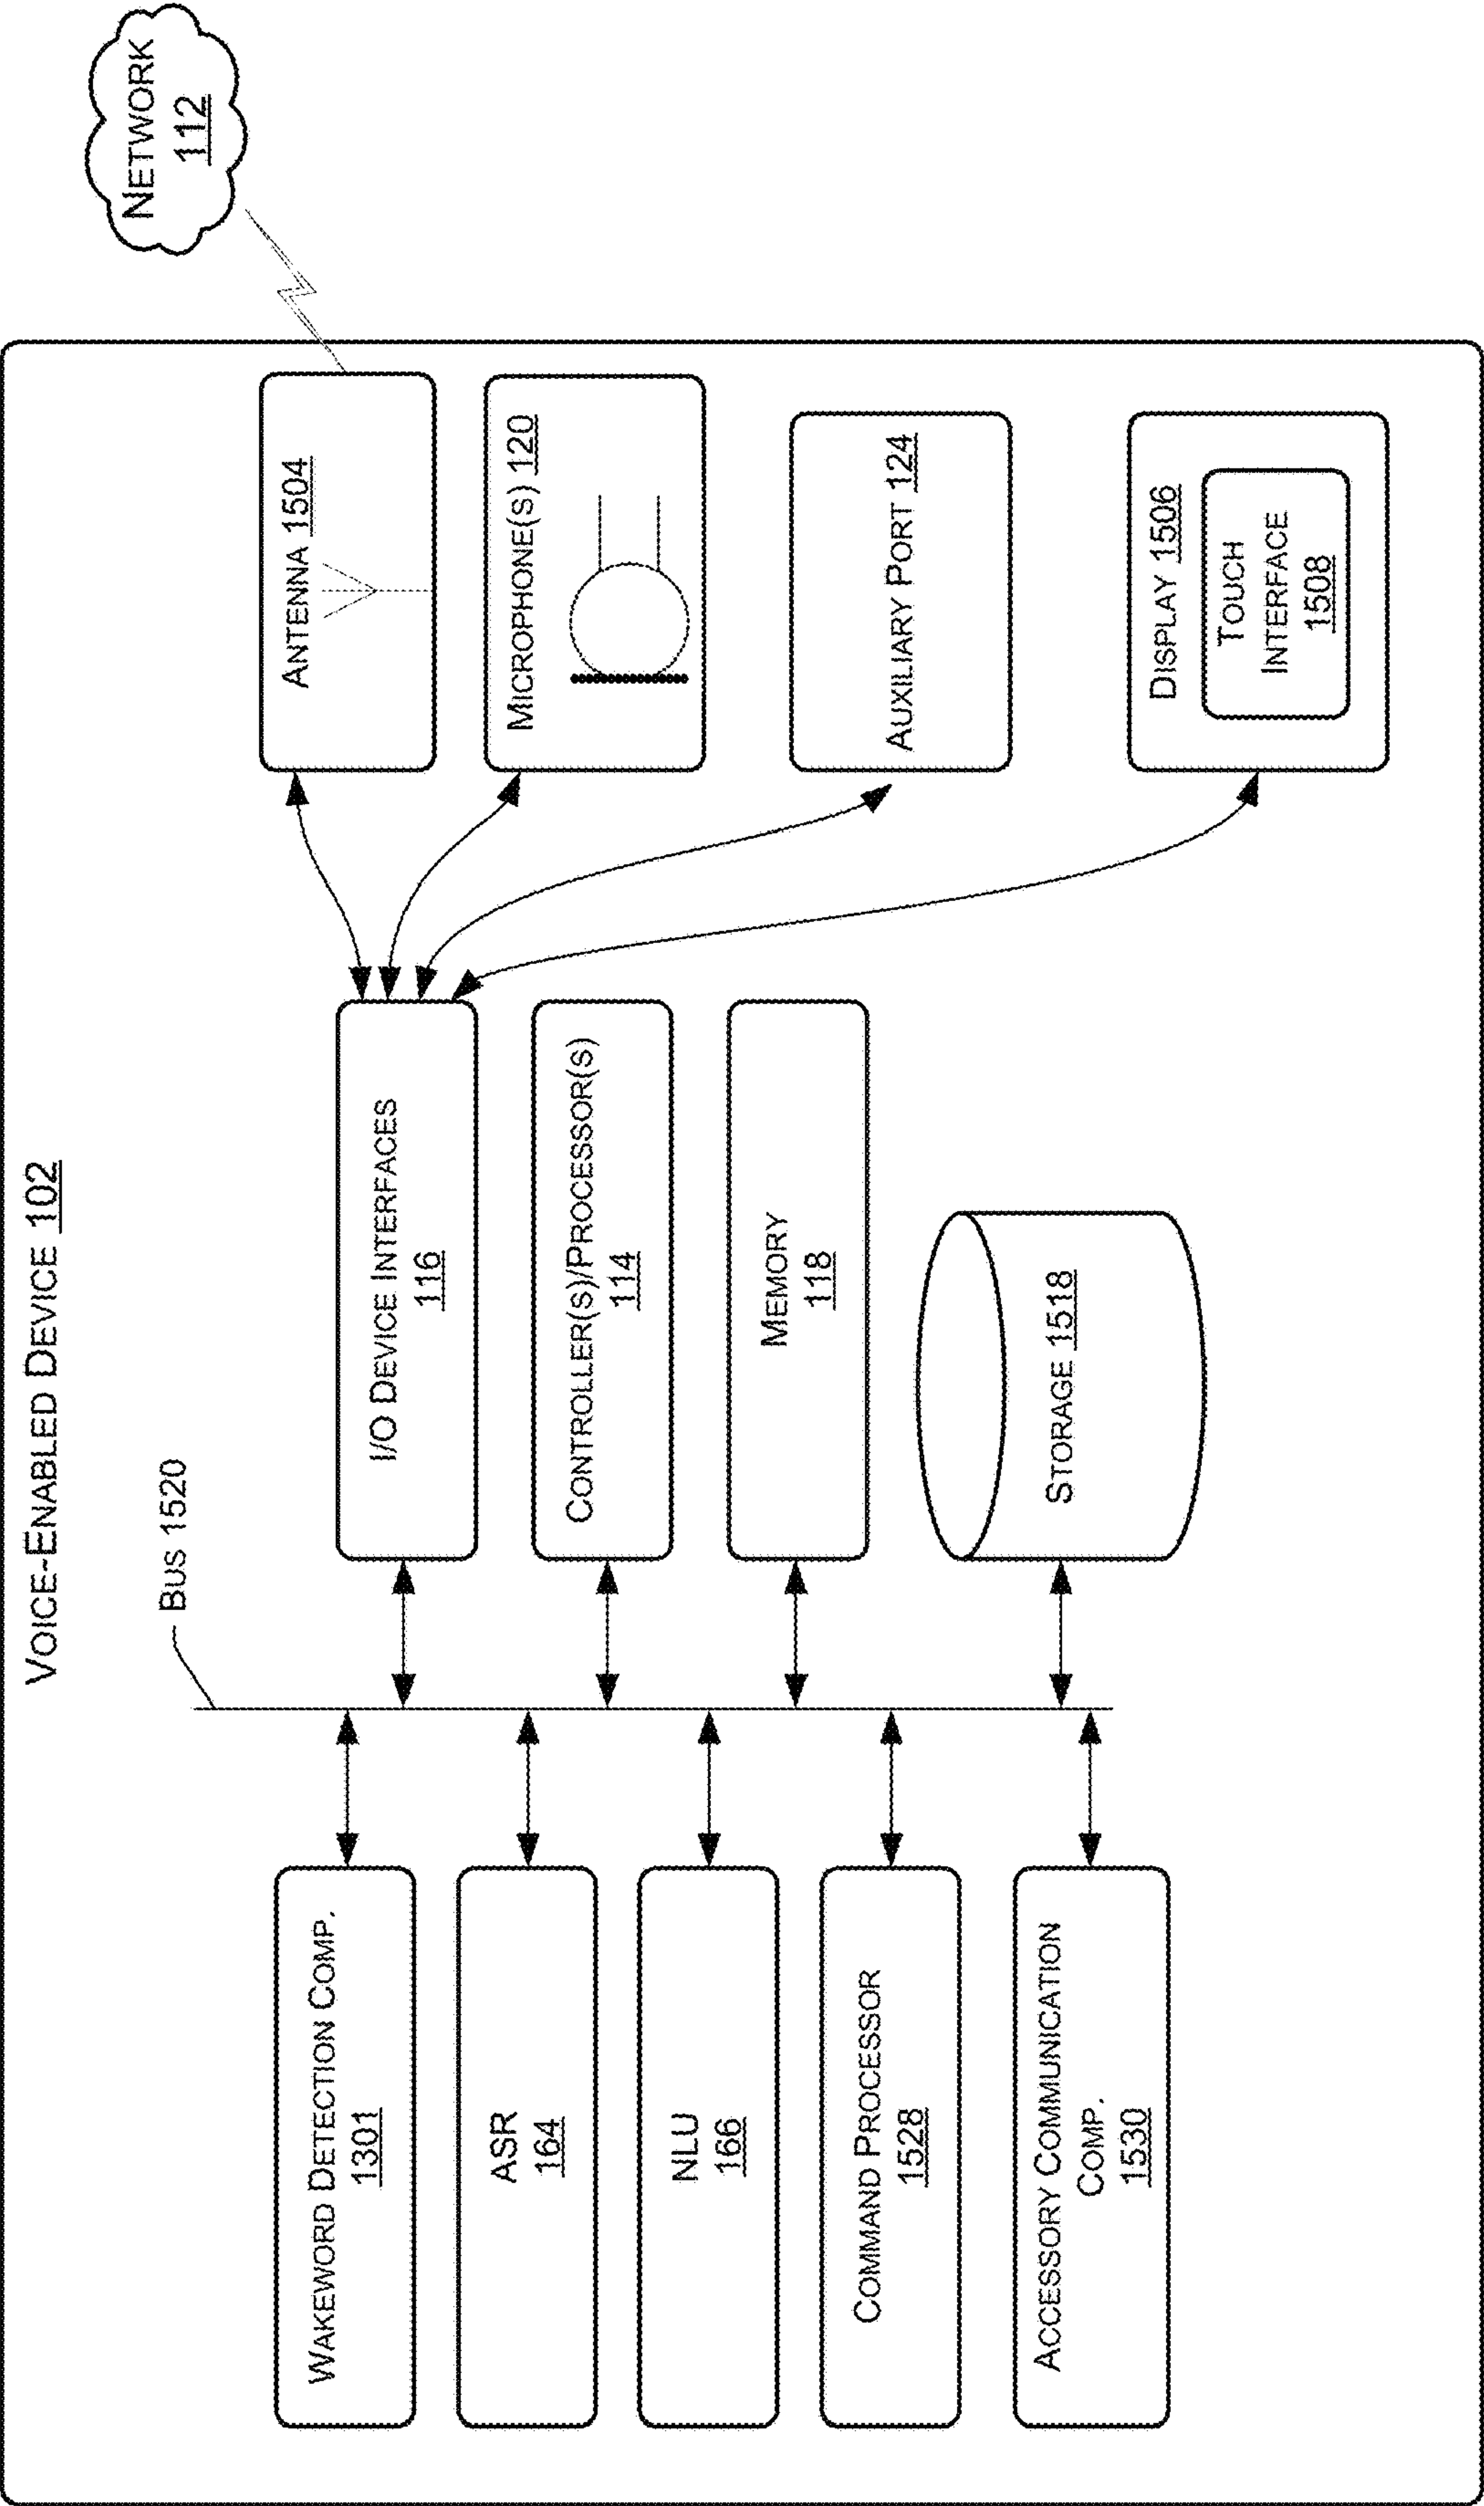 VOICE-ENABLED DEVICE 102
NETWORK
112
BUS 1520
WAKEWORD DETECTION COMP.
1301
ASR
164
NLU
166
COMMAND PROCESSOR
1528
ACCESSORY COMMUNICATION
COMP.
1530
I/O DEVICE INTERFACES
116
CONTROLLER(S)/PROCESSOR(S)
114
MEMORY
118
STORAGE 1518
ANTENNA 1504
MICROPHONE(S) 120
AUXILIARY PORT 124
DISPLAY 1506
TOUCH
INTERFACE
1508